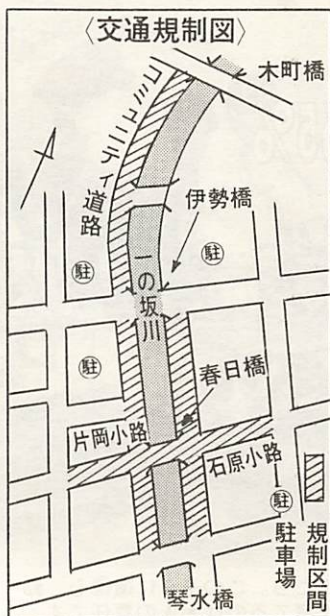 〈交通規制図〉
木町橋
コミュニティ道路
伊勢橋
駐
駐
一の坂川
駐
春日橋
片岡小路
石原小路
琴水橋
駐
駐車場
規制区間